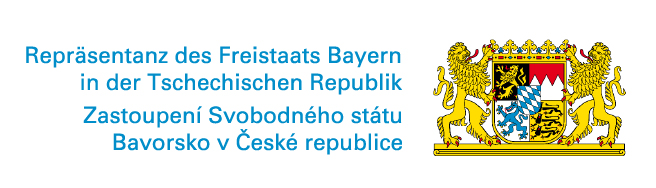 Repräsentanz des Freistaats Bayern
in der Tschechischen Republik
Zastoupení Svobodného státu
Bavorsko v České republice